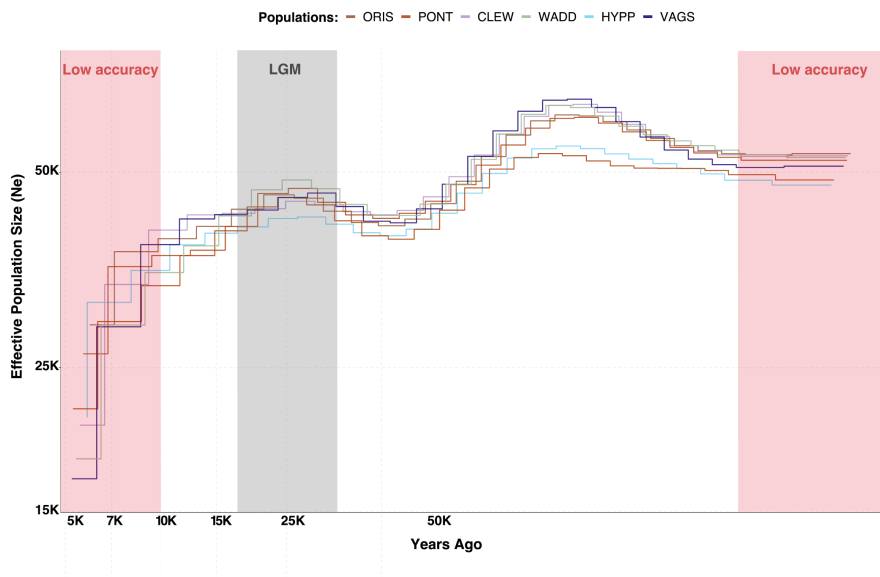 Populations: ORIS PONT CLEW WADD HYPP VAGS
Low accuracy LGM Low accuracy
50K
25K
15K
5K 7K 10K 15K 25K 50K
Effective Population Size (Ne)
Years Ago